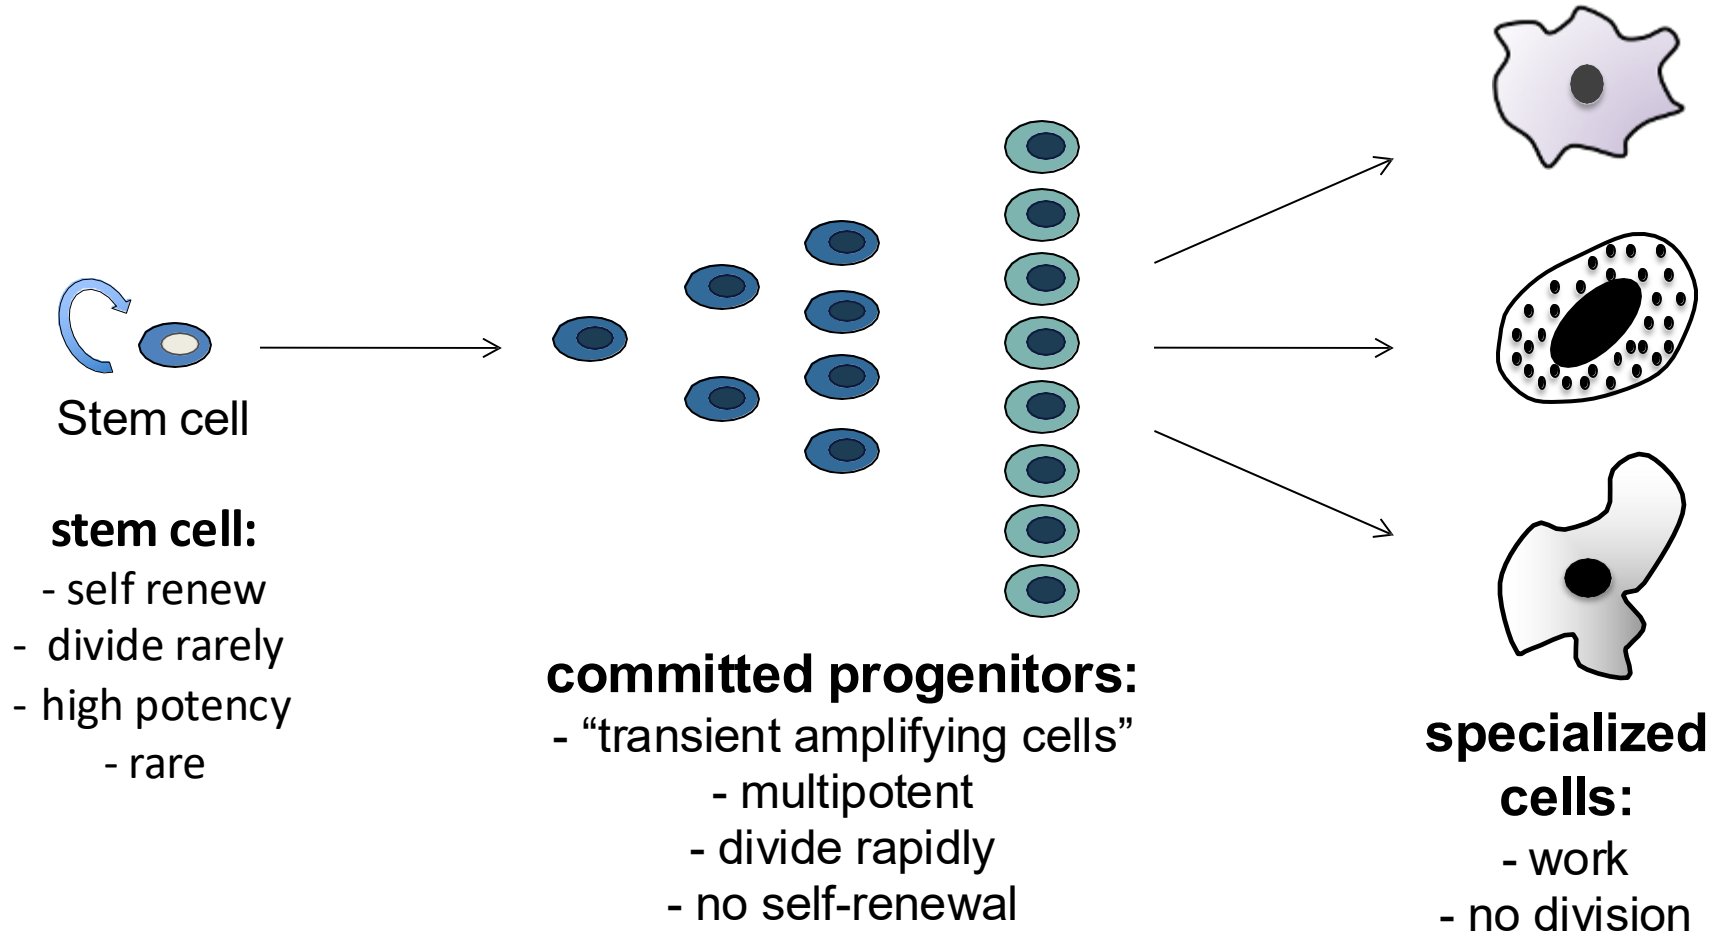 Stem cell
stem cell:
- self renew
- divide rarely
- high potency
- rare
committed progenitors:
- “transient amplifying cells”
- multipotent
- divide rapidly
- no self-renewal
specialized
cells:
- work
- no division